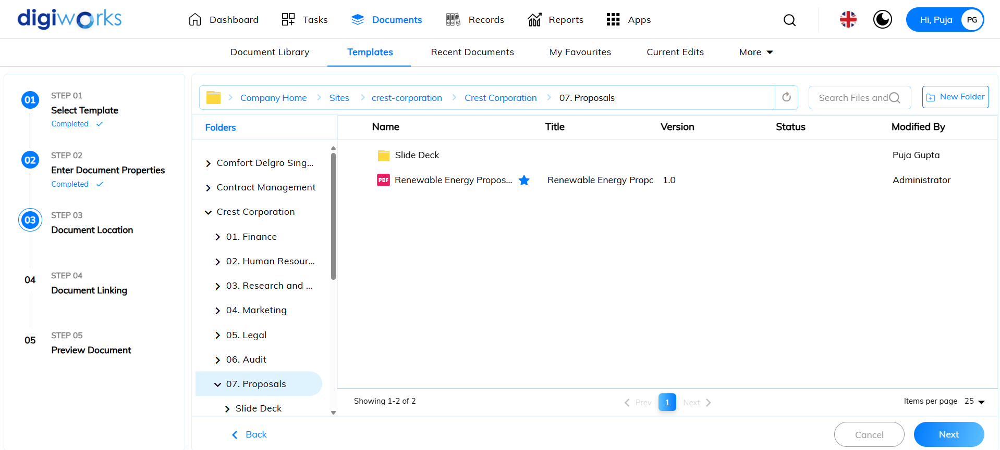 digiworks
Dashboard
Tasks
Documents
Records
Reports
Apps
Hi, Puja PG
Document Library
Templates
Recent Documents
My Favourites
Current Edits
More
01
STEP 01
Select Template
Completed
02
STEP 02
Enter Document Properties
Completed
03
STEP 03
Document Location
04
STEP 04
Document Linking
05
STEP 05
Preview Document
Company Home
Sites
crest-corporation
Crest Corporation
07. Proposals
Search Files and
New Folder
Folders
Comfort Delgro Sing...
Contract Management
Crest Corporation
01. Finance
02. Human Resour...
03. Research and ...
04. Marketing
05. Legal
06. Audit
07. Proposals
Slide Deck
Name Title Version Status Modified By
Slide Deck Puja Gupta
PDF Renewable Energy Propos... Renewable Energy Propo 1.0 Administrator
Showing 1-2 of 2
Prev 1 Next
Items per page 25
Back
Cancel
Next